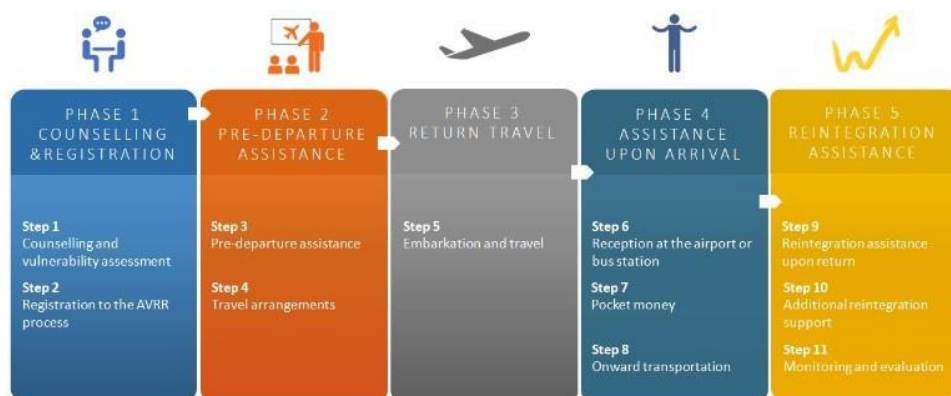 PHASE 1
COUNSELLING
&REGISTRATION
Step 1
Counselling and
vulnerability assessment
Step 2
Registration to the AVRR
process
PHASE 2
PRE-DEPARTURE
ASSISTANCE
Step 3
Pre-departure assistance
Step 4
Travel arrangements
PHASE 3
RETURN TRAVEL
Step 5
Embarkation and travel
PHASE 4
ASSISTANCE
UPON ARRIVAL
Step 6
Reception at the airport or
bus station
Step 7
Pocket money
Step 8
Onward transportation
PHASE 5
REINTEGRATION
ASSISTANCE
Step 9
Reintegration assistance
upon return
Step 10
Additional reintegration
support
Step 11
Monitoring and evaluation